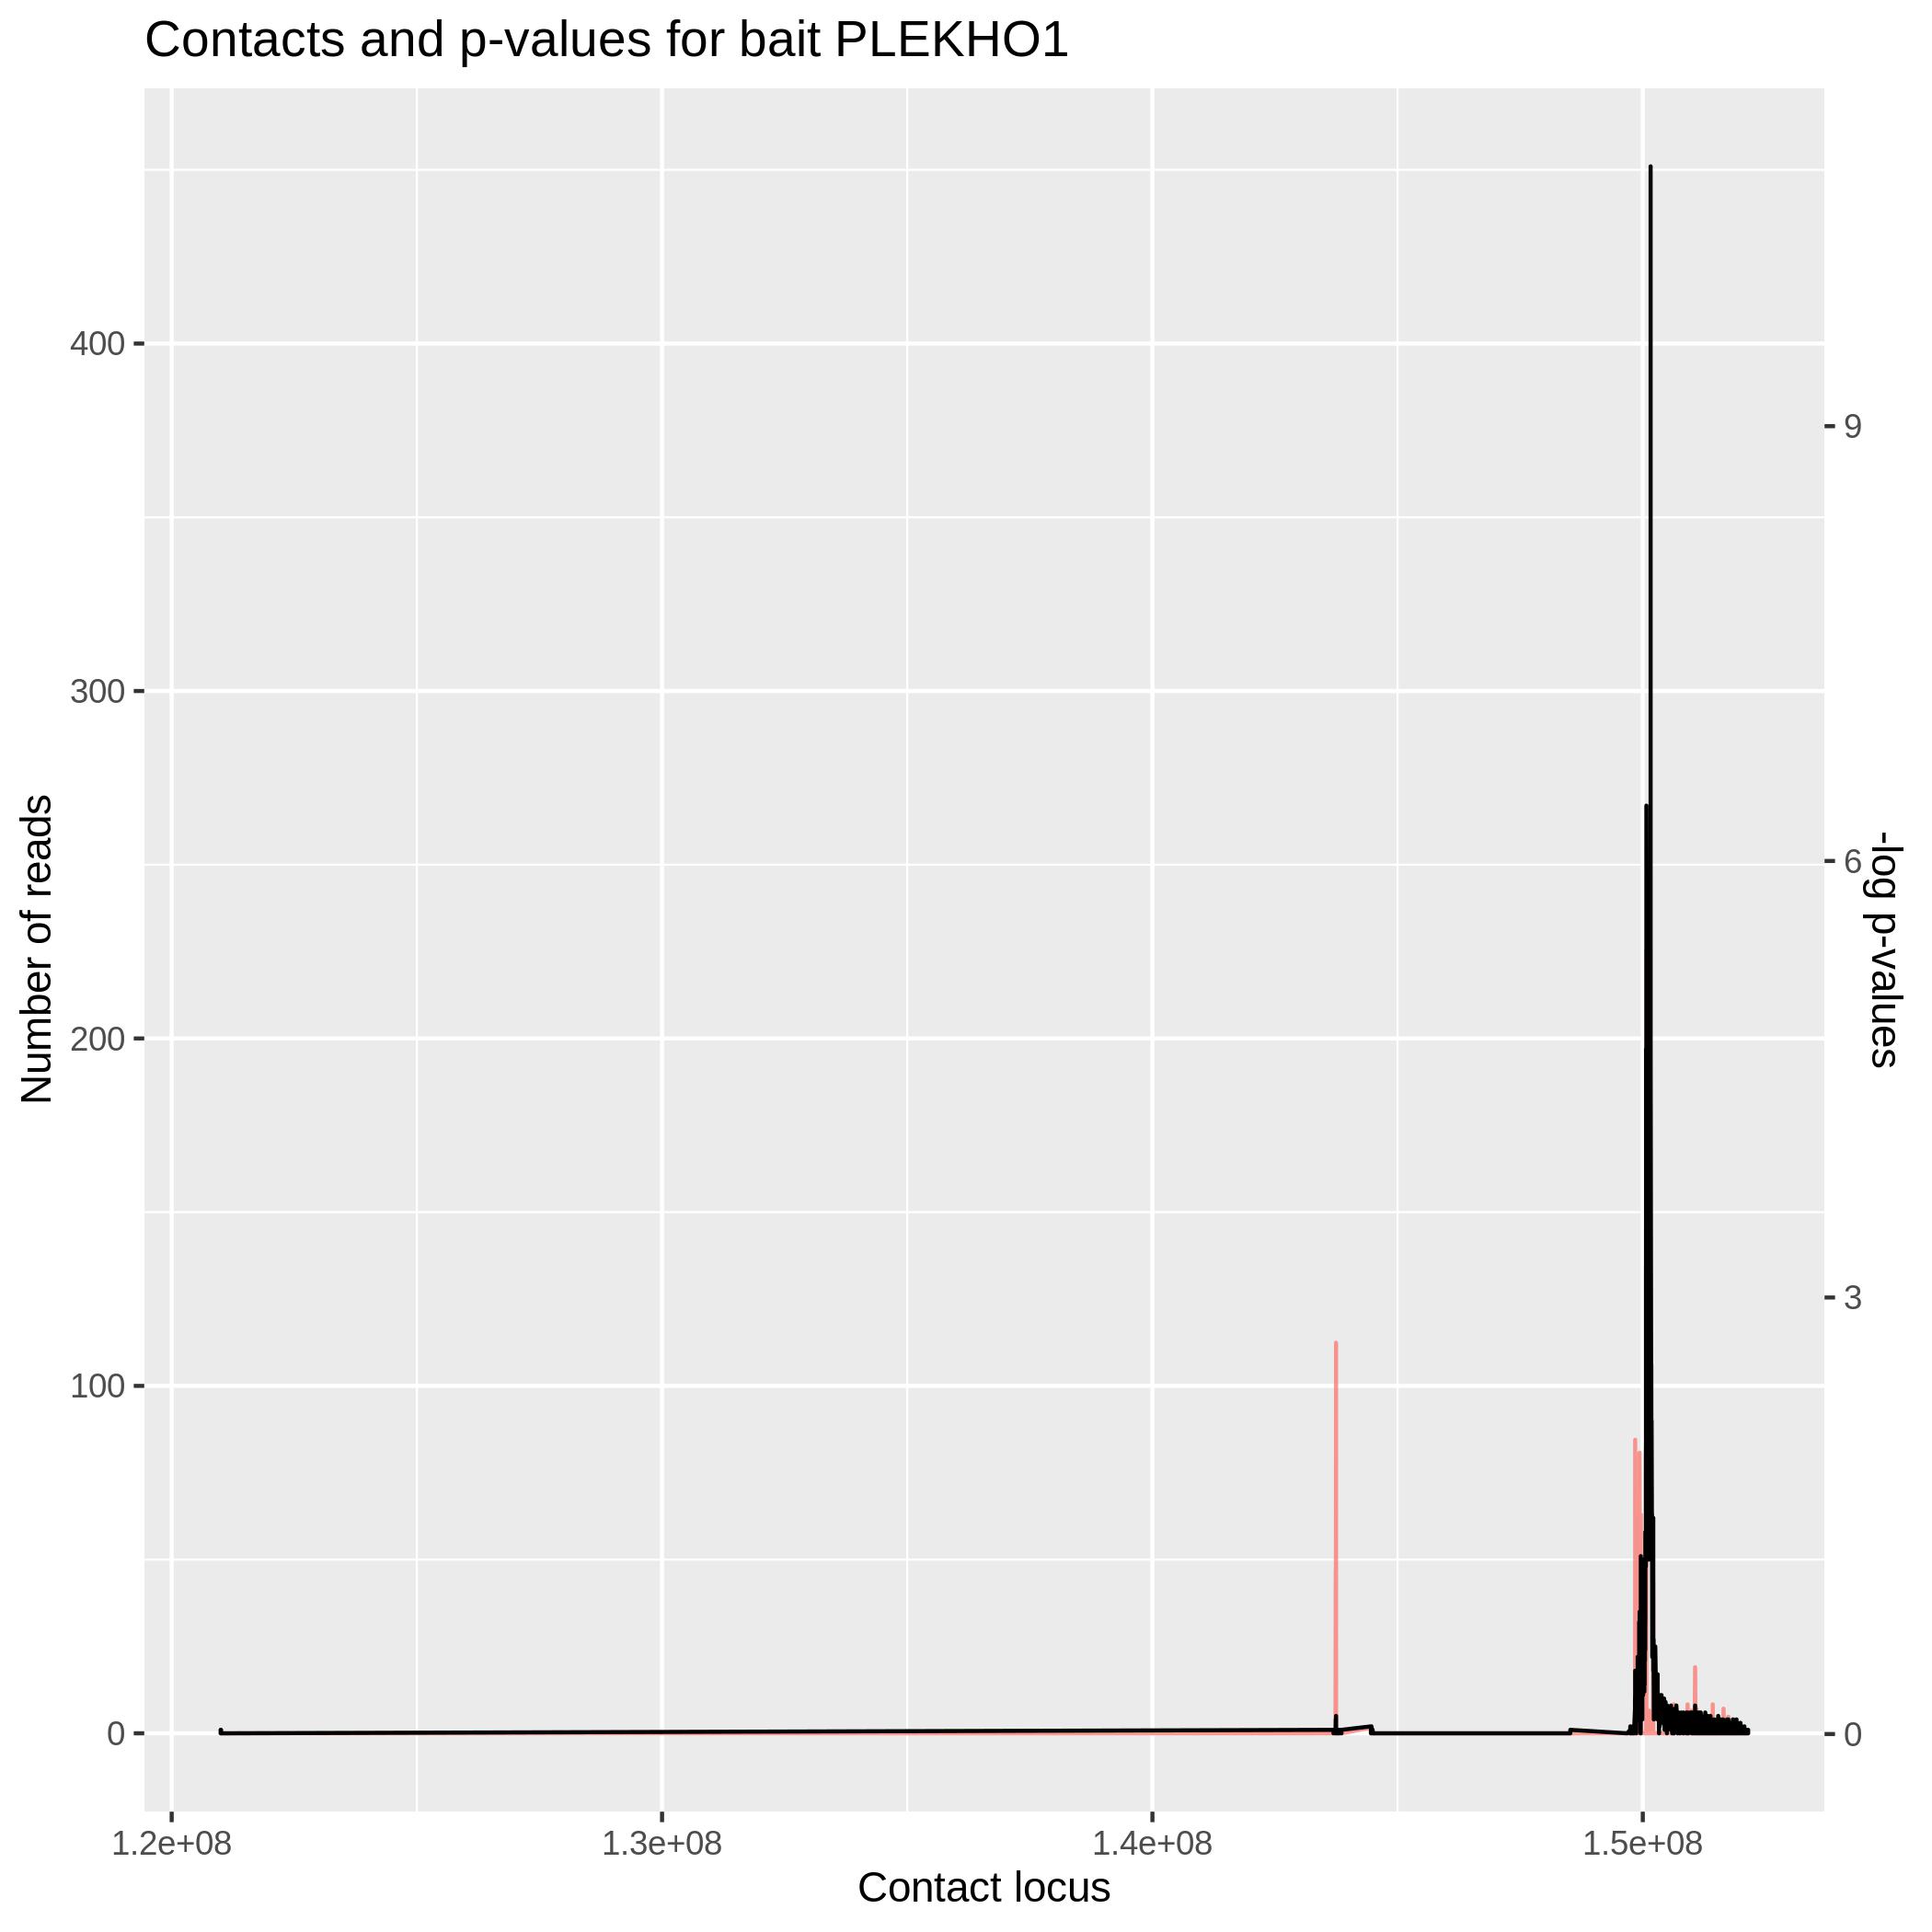 Contacts and p-values for bait PLEKHO1
400
300
200
100
0
Number of reads
9
6
3
0
-log p-values
1.2e+08
1.3e+08
1.4e+08
1.5e+08
Contact locus